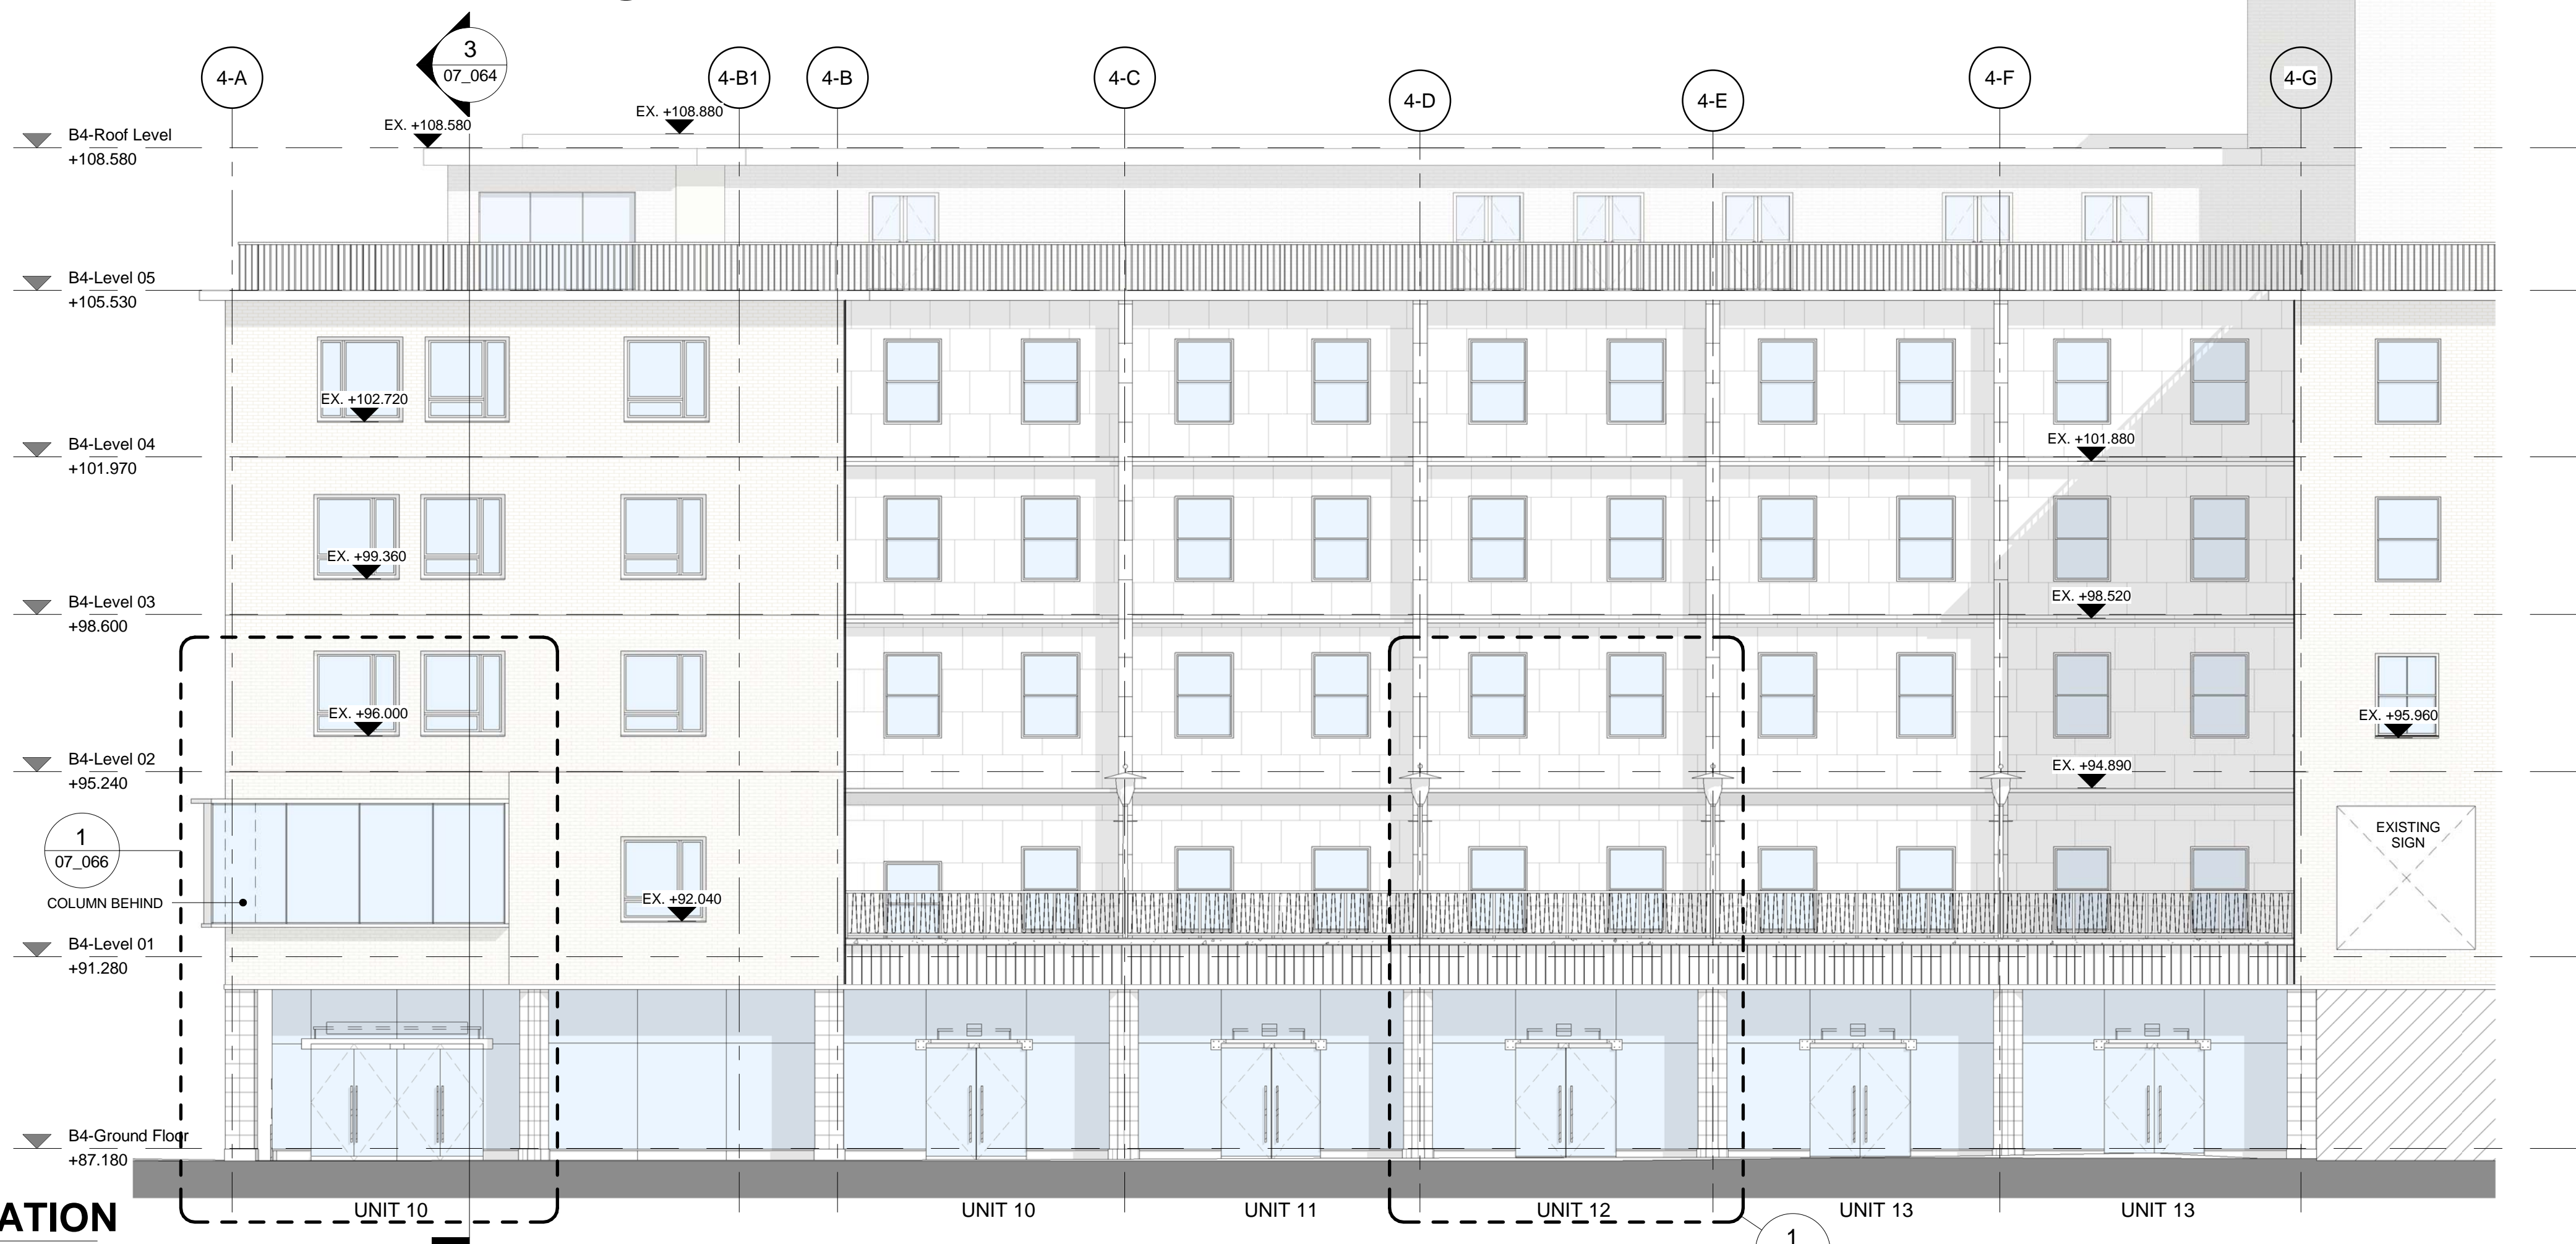 3
07_064
4-A
4-B1
4-B
4-C
4-D
4-E
4-F
4-G
EX. +108.580
EX. +108.880
B4-Roof Level
+108.580
B4-Level 05
+105.530
EX. +102.720
B4-Level 04
+101.970
EX. +101.880
EX. +99.360
B4-Level 03
+98.600
EX. +98.520
EX. +96.000
EX. +95.960
B4-Level 02
+95.240
EX. +94.890
1
07_066
EXISTING
SIGN
COLUMN BEHIND
EX. +92.040
B4-Level 01
+91.280
B4-Ground Floor
+87.180
UNIT 10
UNIT 10
UNIT 11
UNIT 12
UNIT 13
UNIT 13
ATION
1